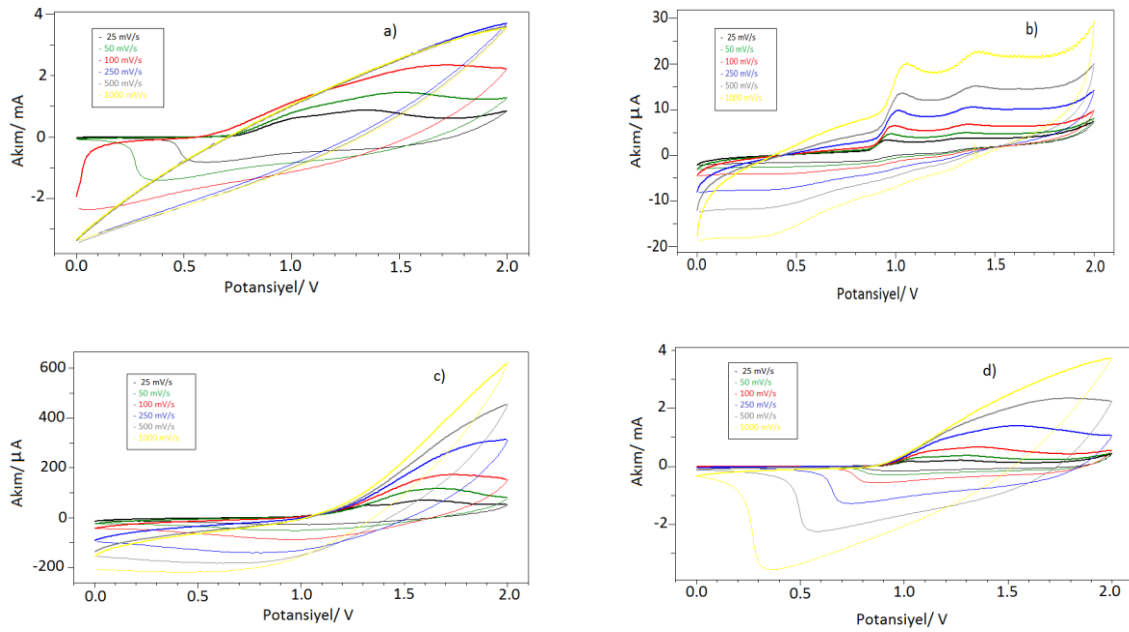 4
2
0
-2
Akım/ mA
a)
- 25 mV/s
- 50 mV/s
- 100 mV/s
- 250 mV/s
- 500 mV/s
- 1000 mV/s
0.0 0.5 1.0 1.5 2.0
Potansiyel/ V
30
20
10
0
-10
-20
Akım/ µA
b)
- 25 mV/s
- 50 mV/s
- 100 mV/s
- 250 mV/s
- 500 mV/s
- 1000 mV/s
0.0 0.5 1.0 1.5 2.0
Potansiyel/ V
600
400
200
0
-200
Akım/ µA
c)
- 25 mV/s
- 50 mV/s
- 100 mV/s
- 250 mV/s
- 500 mV/s
- 1000 mV/s
0.0 0.5 1.0 1.5 2.0
Potansiyel/ V
4
2
0
-2
Akım/ mA
d)
- 25 mV/s
- 50 mV/s
- 100 mV/s
- 250 mV/s
- 500 mV/s
- 1000 mV/s
0.0 0.5 1.0 1.5 2.0
Potansiyel/ V